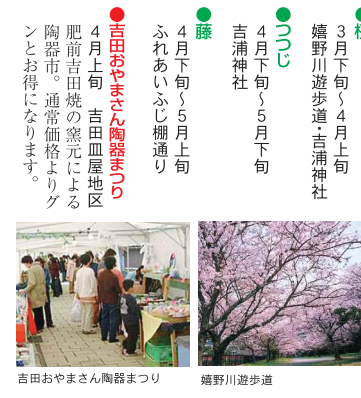 ３月下旬～４月上旬
嬉野川遊歩道・吉浦神社
●つつじ
４月下旬～５月下旬
吉浦神社
●藤
４月下旬～５月上旬
ふれあいふじ棚通り
●吉田おやまさん陶器まつり
４月上旬　吉田皿屋地区
肥前吉田焼の窯元による
陶器市。通常価格よりグ
ンとお得になります。
吉田おやまさん陶器まつり
嬉野川遊歩道